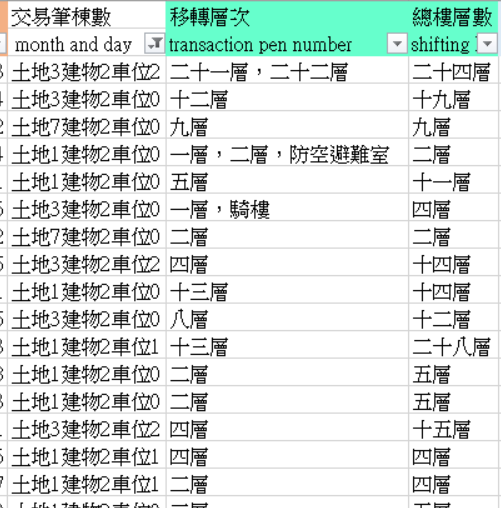 交易筆棟數 移轉層次 總樓層數
month and day transaction pen number shifting
土地3建物2車位2 二十一層，二十二層 二十四層
土地3建物2車位0 十二層 十九層
土地7建物2車位0 九層 九層
土地1建物2車位0 一層，二層，防空避難室 二層
土地1建物2車位0 五層 十一層
土地3建物2車位0 一層，騎樓 四層
土地7建物2車位0 二層 二層
土地3建物2車位2 四層 十四層
土地1建物2車位0 十三層 十四層
土地3建物2車位0 八層 十二層
土地1建物2車位1 十三層 二十八層
土地1建物2車位0 二層 五層
土地1建物2車位0 二層 五層
土地3建物2車位2 四層 十五層
土地1建物2車位1 四層 四層
土地1建物2車位1 二層 四層